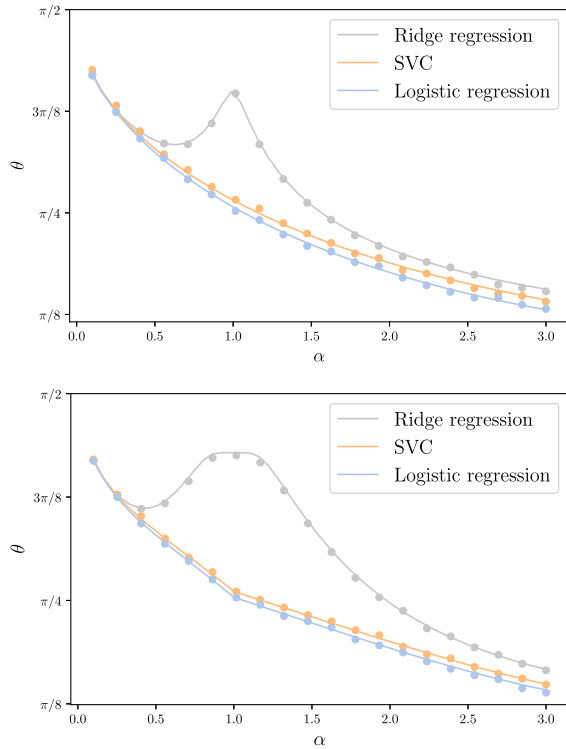 π/2
3π/8
π/4
π/8
θ
Ridge regression
SVC
Logistic regression
0.0 0.5 1.0 1.5 2.0 2.5 3.0
α
π/2
3π/8
π/4
π/8
θ
Ridge regression
SVC
Logistic regression
0.0 0.5 1.0 1.5 2.0 2.5 3.0
α